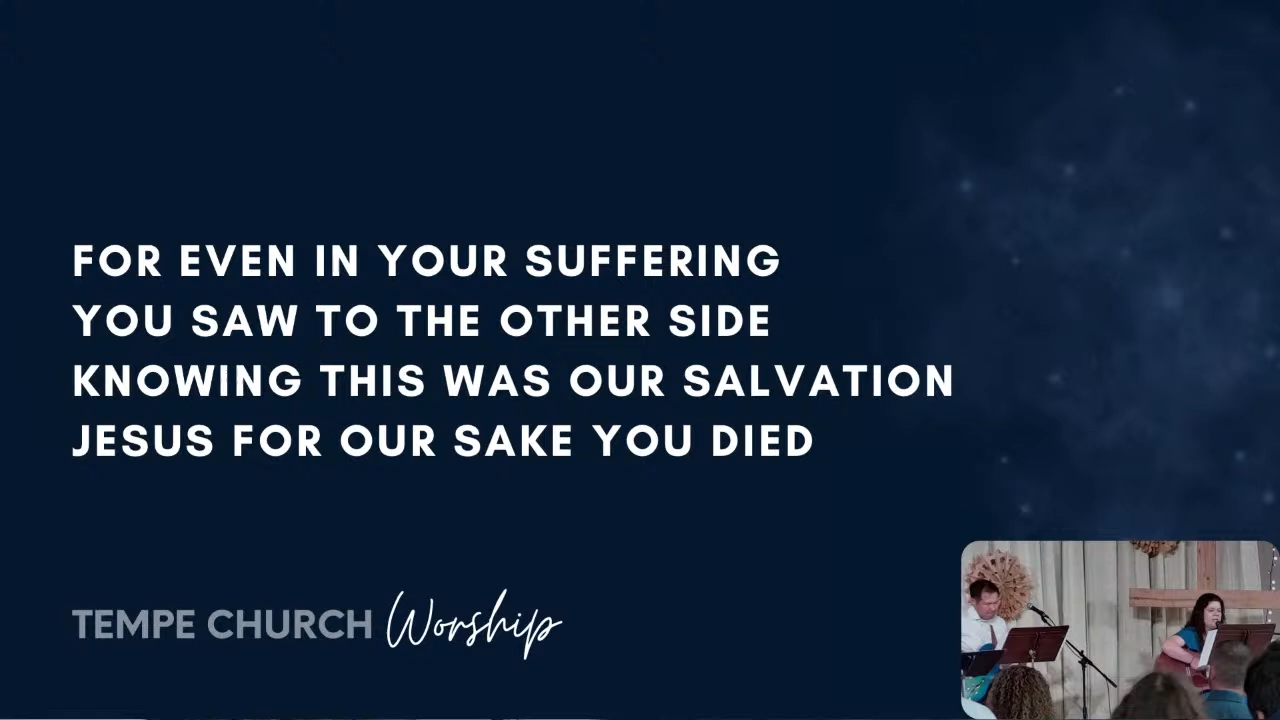 FOR EVEN IN YOUR SUFFERING
YOU SAW TO THE OTHER SIDE
KNOWING THIS WAS OUR SALVATION
JESUS FOR OUR SAKE YOU DIED
TEMPE CHURCH Worship